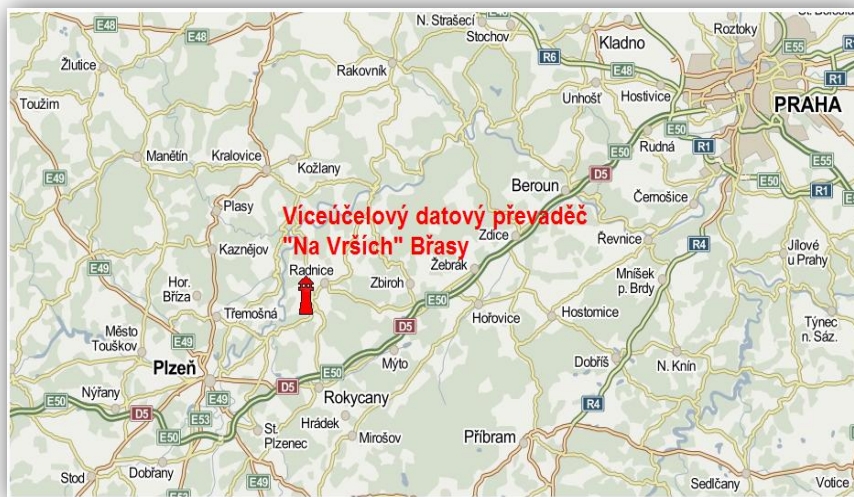 E48
E48
N. Strašecí
Stochov
Kladno
Roztoky
E55
Žlutice
Rakovník
R6
E48
R1
Toužim
Unhošť
Hostivice
PRAHA
E50
Rudná
R1
Manětín
Kralovice
Kožlany
E50
D5
E55
E49
Beroun
E50
R1
Plasy
Černošice
Víceúčelový datový převaděč
"Na Vrších" Břasy
Zdice
Řevnice
R4
Kaznějov
Jílové
u Prahy
E49
Radnice
Žebrák
Hor.
Bříza
Zbiroh
Mníšek
p. Brdy
E50
Hořovice
Třemošná
Hostomice
Týnec
n. Sáz.
Město
Touškov
E49
D5
Mýto
Dobříš
N. Knín
Plzeň
E50
D5
Nýřany
E49
Rokycany
E50
D5
E53
Hrádek
R4
E50
St.
Plzenec
Mirošov
Příbram
Stod
Dobřany
Sedlčany
Votice